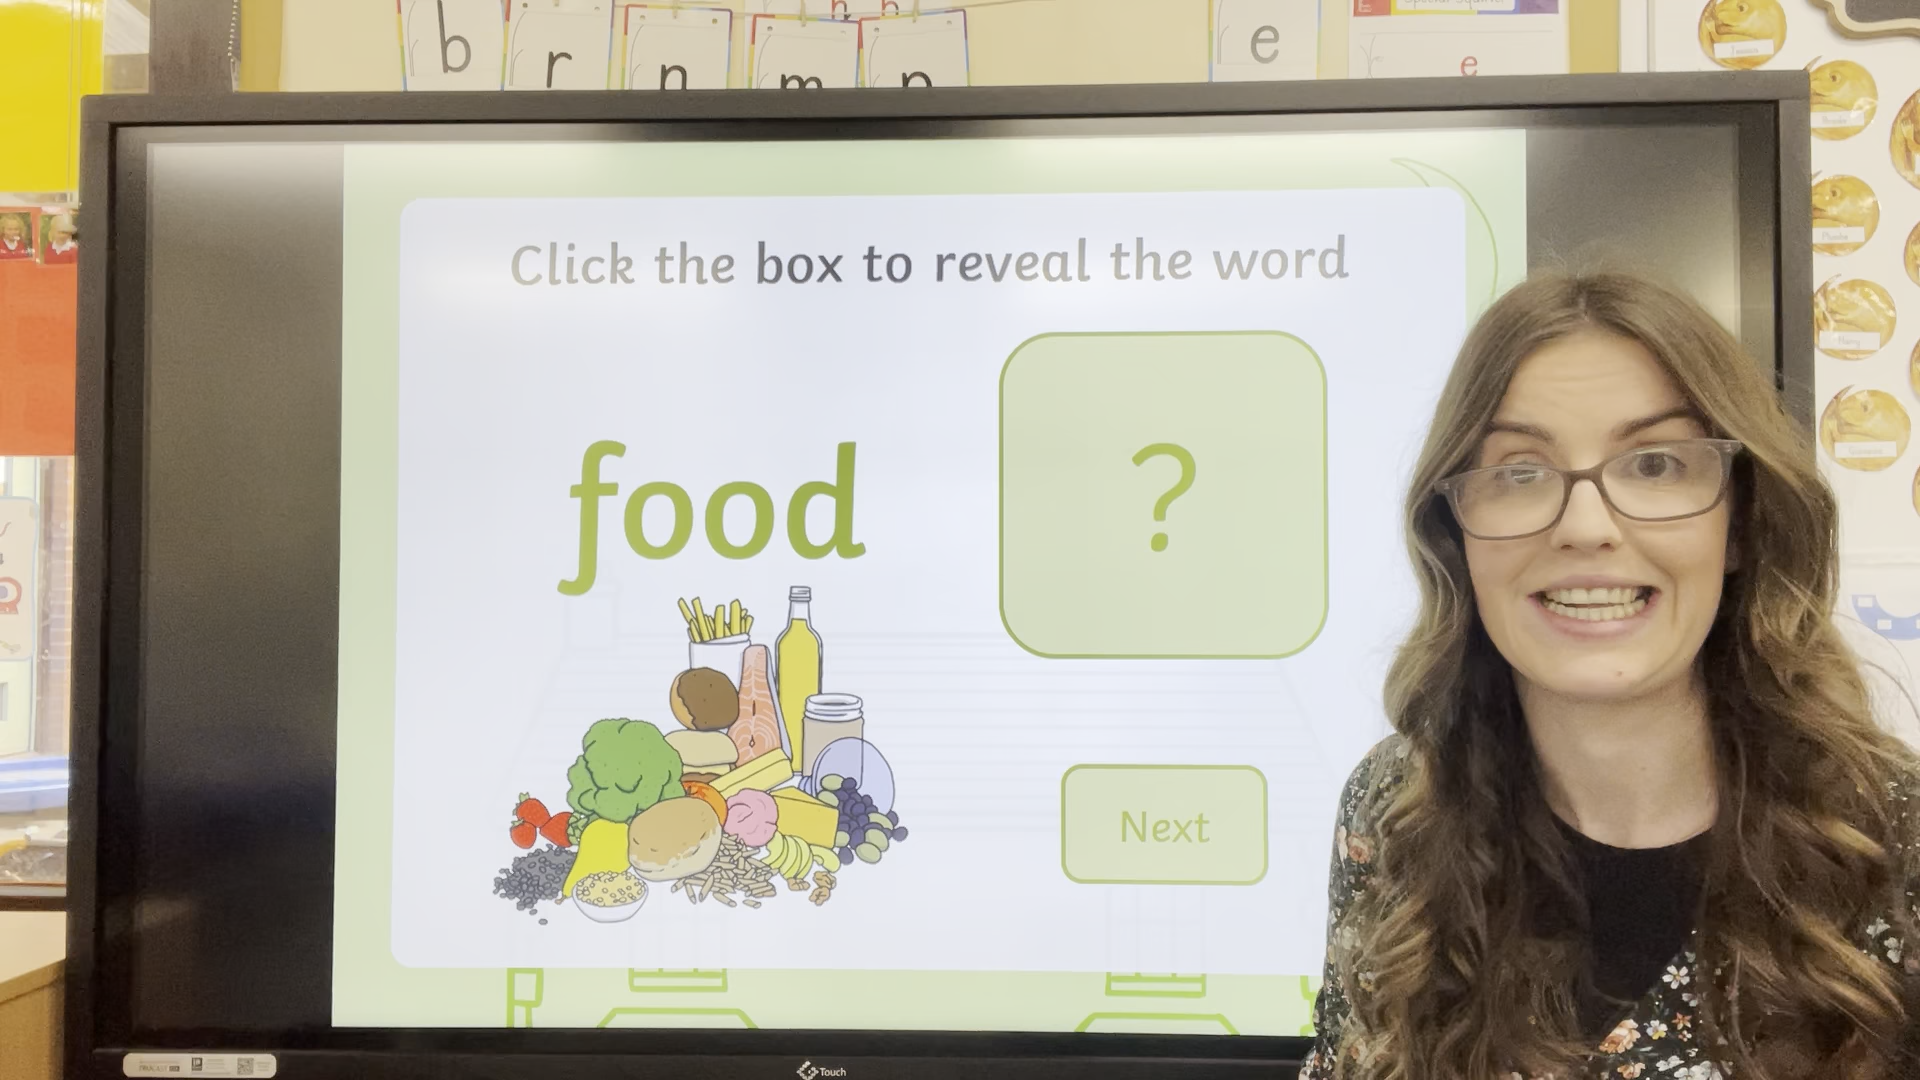 b
r
n
m
p
e
e
Click the box to reveal the word
food
?
Next
Touch